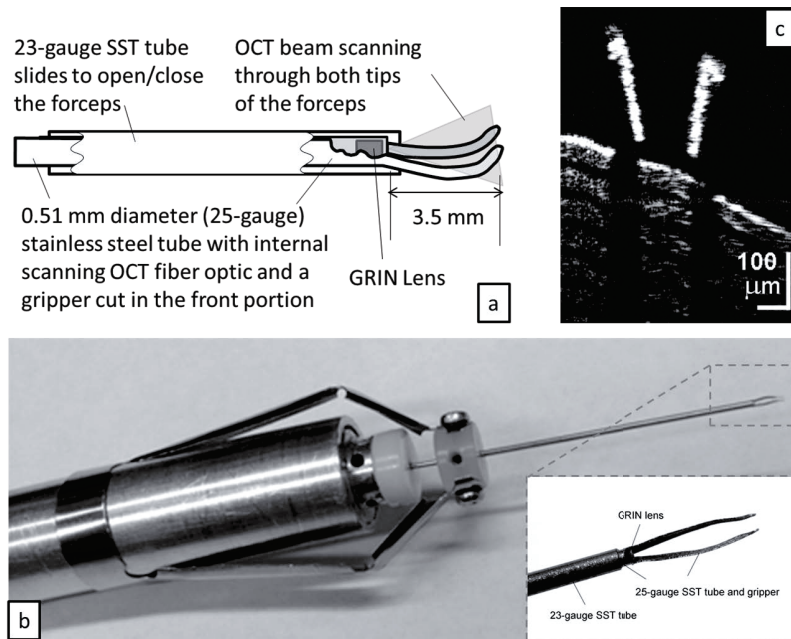 23-gauge SST tube
slides to open/close
the forceps
OCT beam scanning
through both tips
of the forceps
0.51 mm diameter (25-gauge)
stainless steel tube with internal
scanning OCT fiber optic and a
gripper cut in the front portion
3.5 mm
GRIN Lens
a
c
100
µm
GRIN lens
25-gauge SST tube and gripper
23-gauge SST tube
b